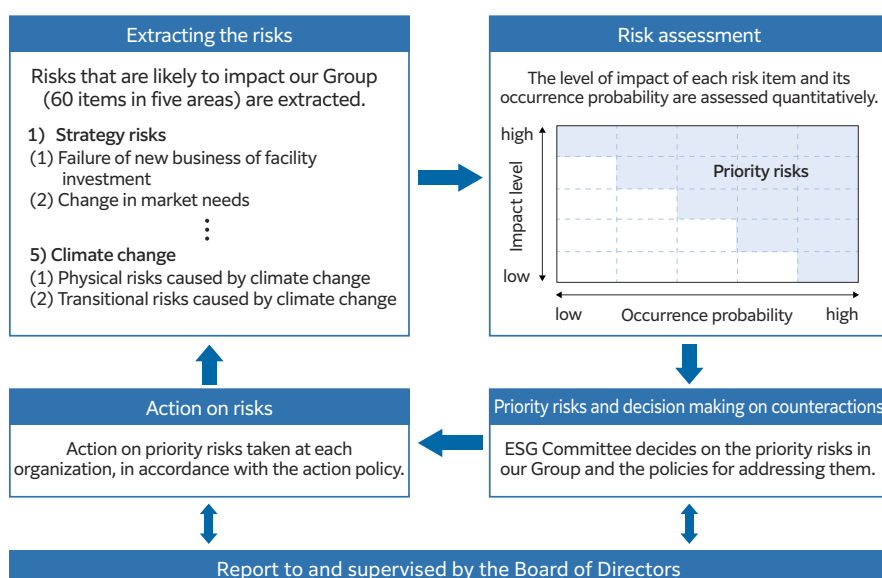 Extracting the risks
Risks that are likely to impact our Group
(60 items in five areas) are extracted.
1) Strategy risks
(1) Failure of new business of facility
investment
(2) Change in market needs
⋮
5) Climate change
(1) Physical risks caused by climate change
(2) Transitional risks caused by climate change
Risk assessment
The level of impact of each risk item and its
occurrence probability are assessed quantitatively.
high
Impact level
low
Priority risks
low Occurrence probability high
Priority risks and decision making on counteractions
ESG Committee decides on the priority risks in
our Group and the policies for addressing them.
Action on risks
Action on priority risks taken at each
organization, in accordance with the action policy.
Report to and supervised by the Board of Directors